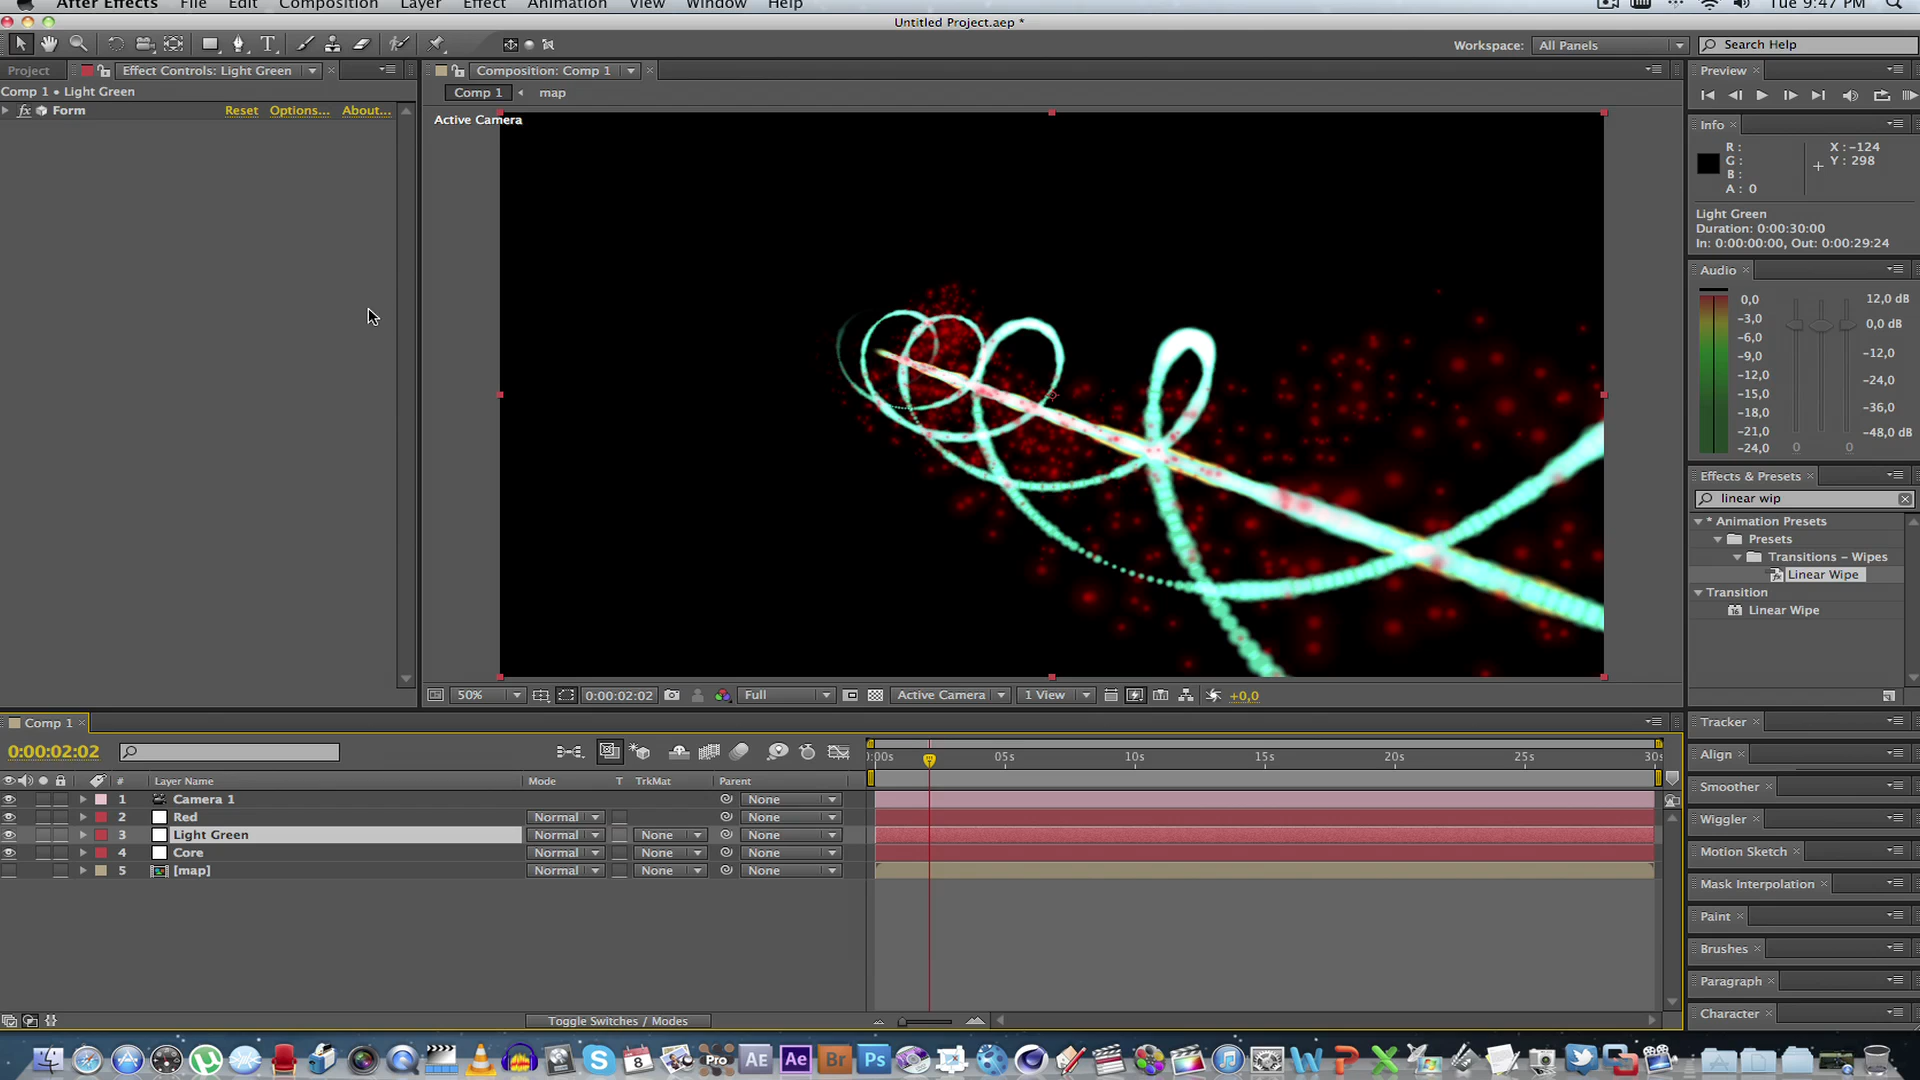 After Effects File Edit Composition Layer Effect Animation View Window Help Tue 9:47 PM
Untitled Project.aep *
Workspace: All Panels Search Help
Project Effect Controls: Light Green Composition: Comp 1 Preview
Comp 1 • Light Green Comp 1 map
Form Reset Options... About...
Active Camera
Info
R :
G :
B :
A : 0
X : -124
Y : 298
Light Green
Duration: 0:00:30:00
In: 0:00:00:00, Out: 0:00:29:24
Audio
0,0
-3,0
-6,0
-9,0
-12,0
-15,0
-18,0
-21,0
-24,0
12,0 dB
0,0 dB
-12,0
-24,0
-36,0
-48,0 dB
0 0
Effects & Presets
linear wip
* Animation Presets
Presets
Transitions - Wipes
Linear Wipe
Transition
Linear Wipe
50% 0:00:02:02 Full Active Camera 1 View +0,0
Comp 1
0:00:02:02
:00s 05s 10s 15s 20s 25s 30s
# Layer Name Mode T TrkMat Parent
1 Camera 1 None
2 Red Normal None
3 Light Green Normal None None
4 Core Normal None None
5 [map] Normal None None
Toggle Switches / Modes
Tracker
Align
Smoother
Wiggler
Motion Sketch
Mask Interpolation
Paint
Brushes
Paragraph
Character
8 Pro AE Ae Br Ps